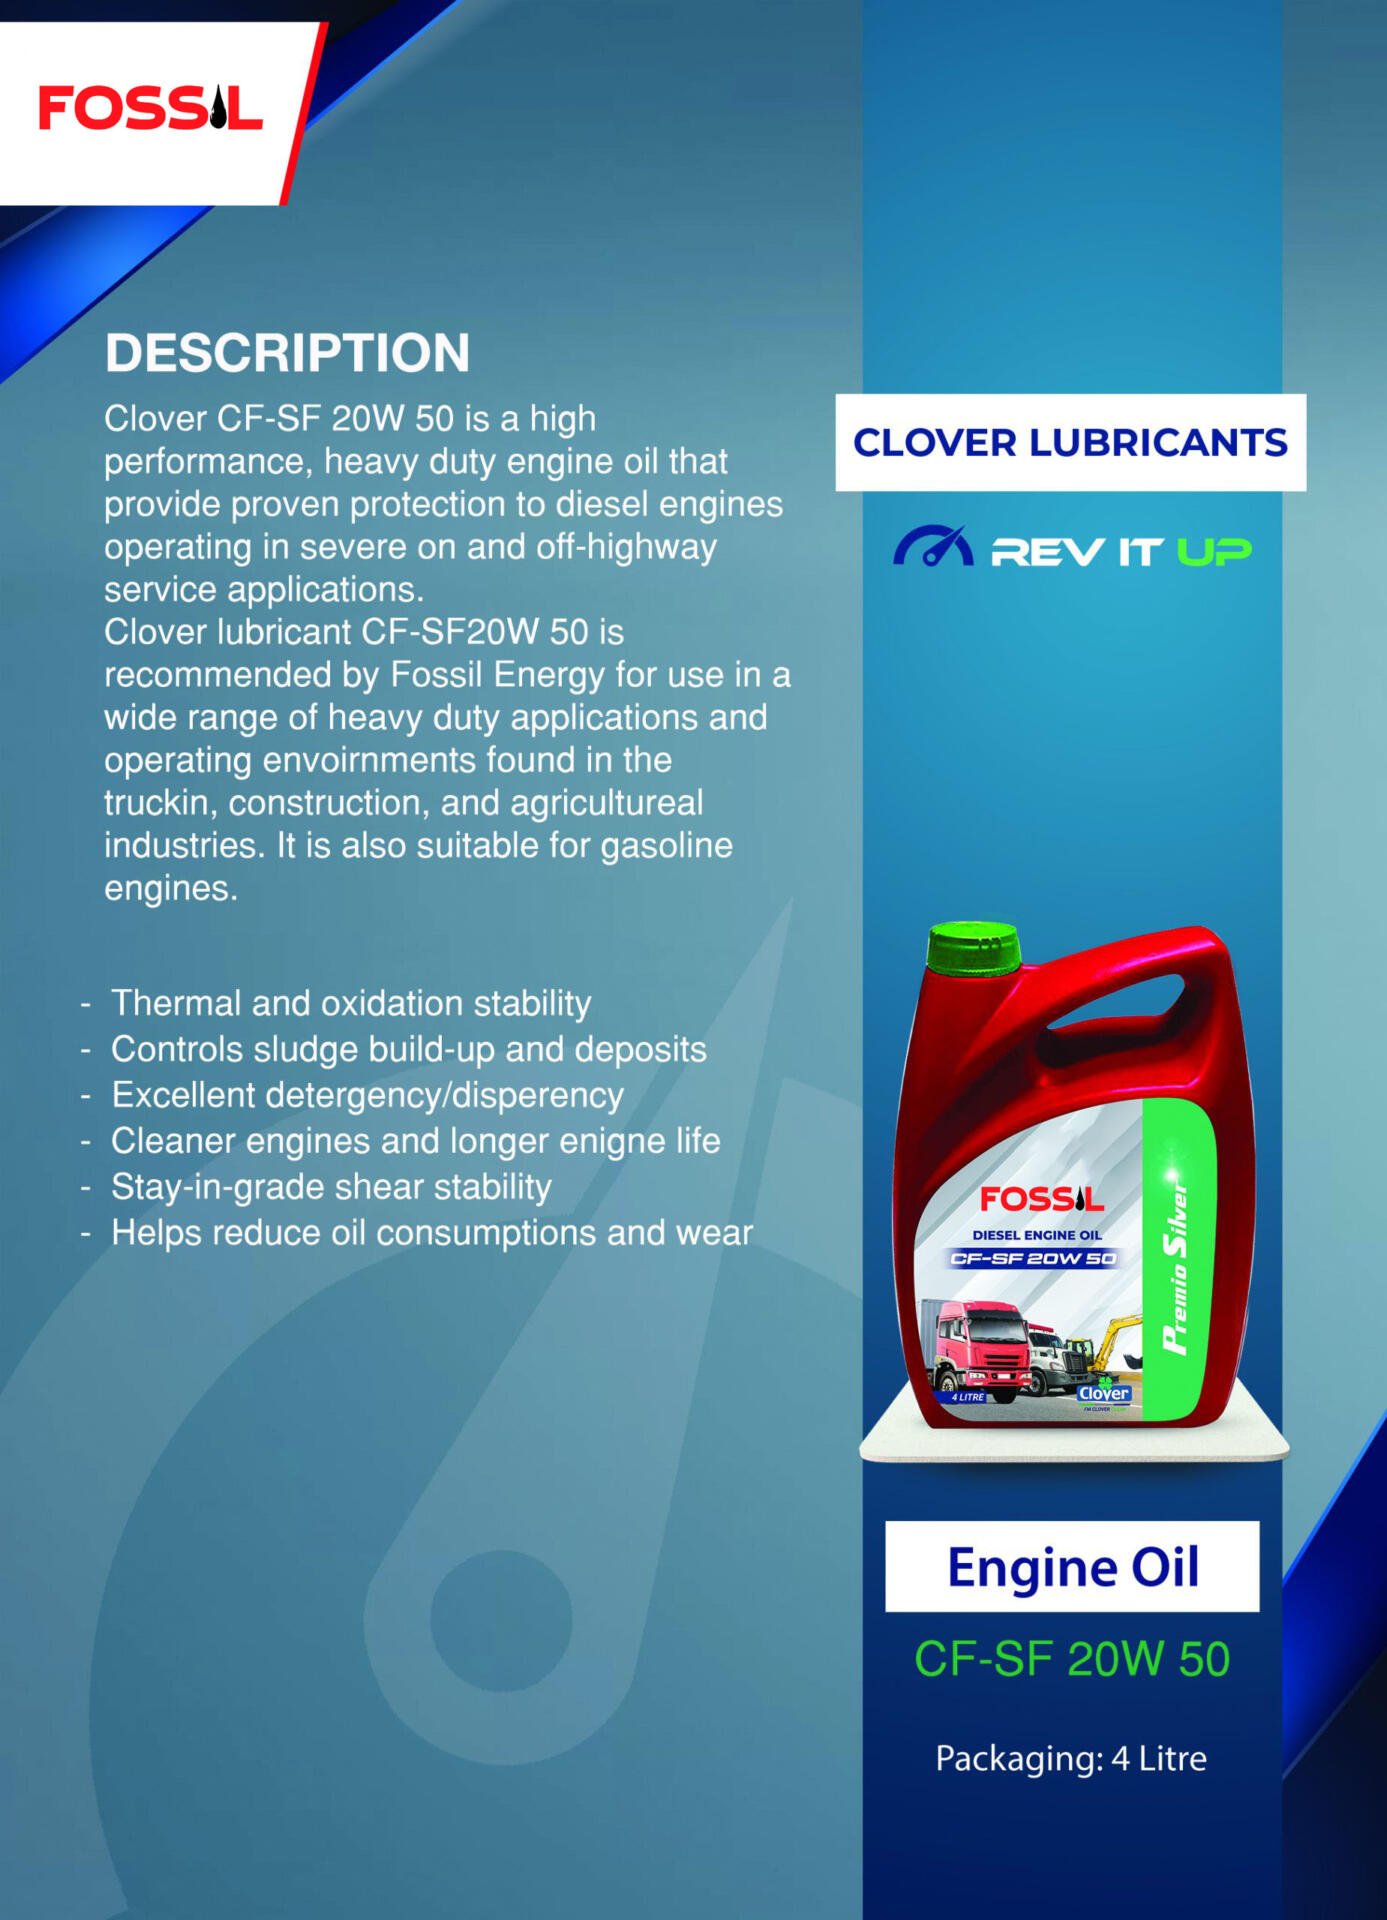 FOSSIL
DESCRIPTION
Clover CF-SF 20W 50 is a high
performance, heavy duty engine oil that
provide proven protection to diesel engines
operating in severe on and off-highway
service applications.
Clover lubricant CF-SF20W 50 is
recommended by Fossil Energy for use in a
wide range of heavy duty applications and
operating envoirnments found in the
truckin, construction, and agricultureal
industries. It is also suitable for gasoline
engines.
- Thermal and oxidation stability
- Controls sludge build-up and deposits
- Excellent detergency/disperency
- Cleaner engines and longer enigne life
- Stay-in-grade shear stability
- Helps reduce oil consumptions and wear
CLOVER LUBRICANTS
REV IT UP
FOSSIL
DIESEL ENGINE OIL
CF-SF 20W 50
Premio Silver
4 LITRE
Clover
Engine Oil
CF-SF 20W 50
Packaging: 4 Litre